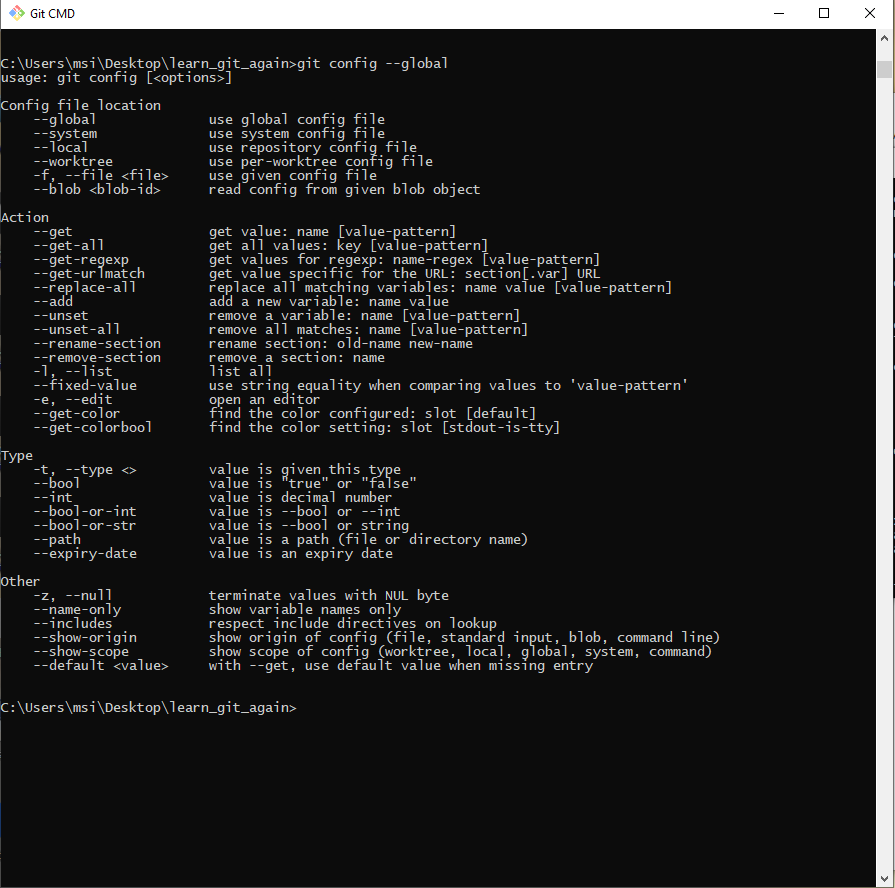 Git CMD
C:\Users\msi\Desktop\learn_git_again>git config --global
usage: git config [<options>]
Config file location
--global use global config file
--system use system config file
--local use repository config file
--worktree use per-worktree config file
-f, --file <file> use given config file
--blob <blob-id> read config from given blob object
Action
--get get value: name [value-pattern]
--get-all get all values: key [value-pattern]
--get-regexp get values for regexp: name-regex [value-pattern]
--get-urlmatch get value specific for the URL: section[.var] URL
--replace-all replace all matching variables: name value [value-pattern]
--add add a new variable: name value
--unset remove a variable: name [value-pattern]
--unset-all remove all matches: name [value-pattern]
--rename-section rename section: old-name new-name
--remove-section remove a section: name
-l, --list list all
--fixed-value use string equality when comparing values to 'value-pattern'
-e, --edit open an editor
--get-color find the color configured: slot [default]
--get-colorbool find the color setting: slot [stdout-is-tty]
Type
-t, --type <> value is given this type
--bool value is "true" or "false"
--int value is decimal number
--bool-or-int value is --bool or --int
--bool-or-str value is --bool or string
--path value is a path (file or directory name)
--expiry-date value is an expiry date
Other
-z, --null terminate values with NUL byte
--name-only show variable names only
--includes respect include directives on lookup
--show-origin show origin of config (file, standard input, blob, command line)
--show-scope show scope of config (worktree, local, global, system, command)
--default <value> with --get, use default value when missing entry
C:\Users\msi\Desktop\learn_git_again>